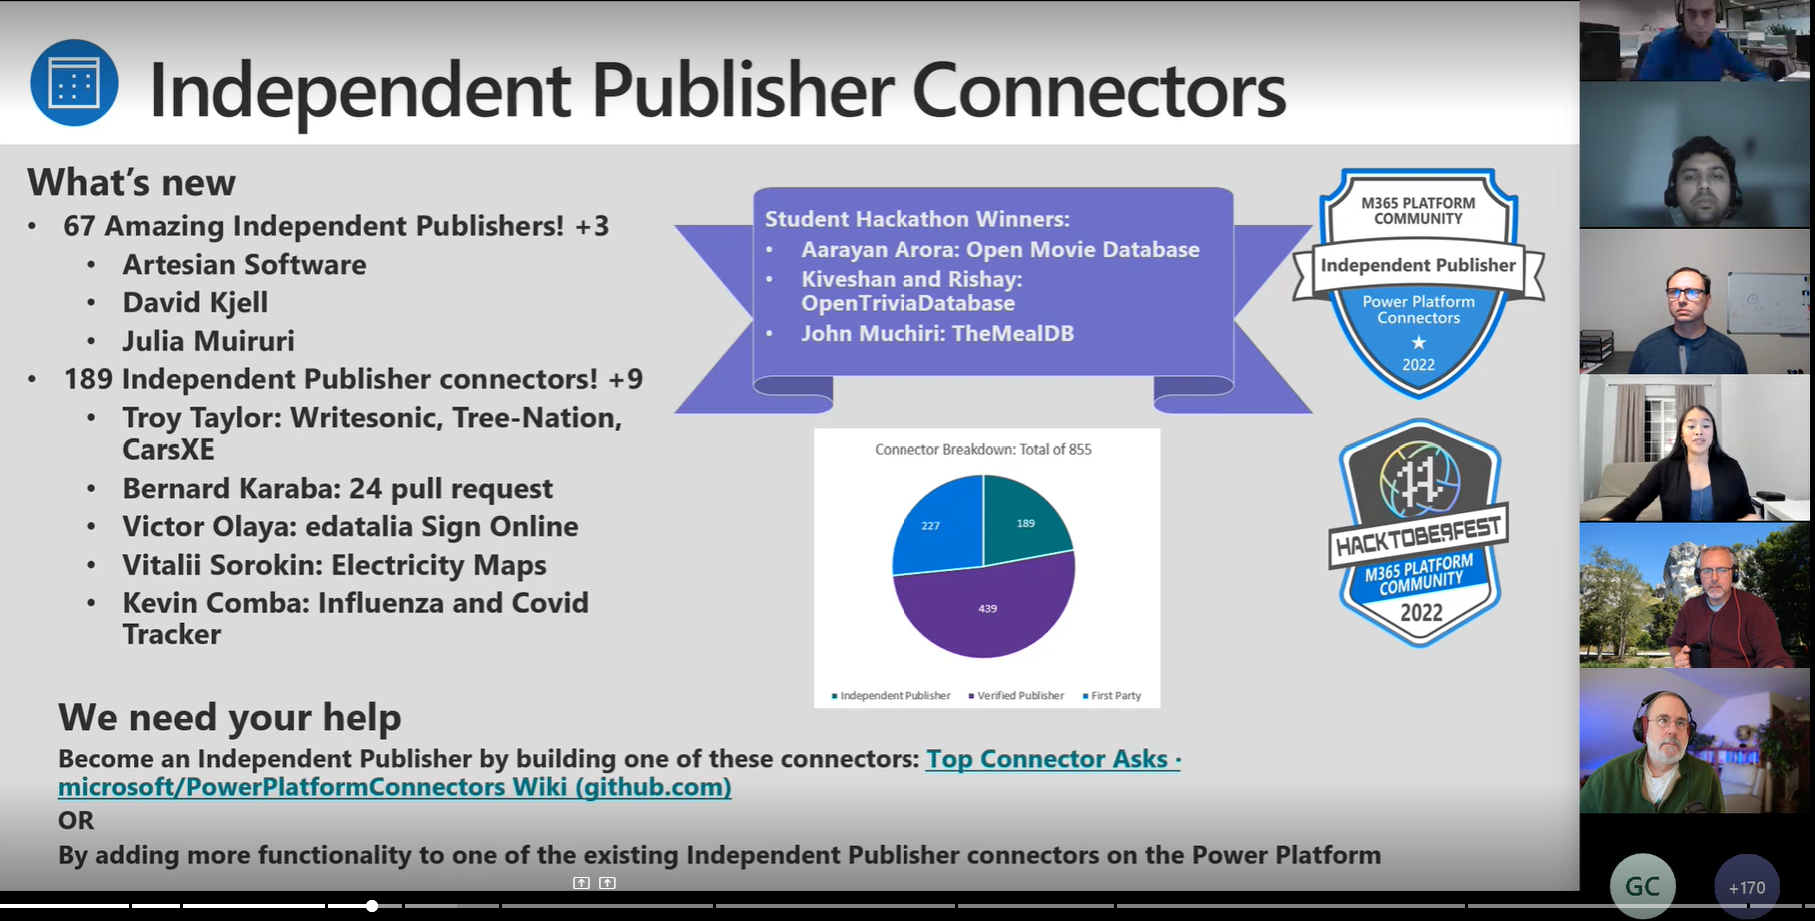 Independent Publisher Connectors
What's new
• 67 Amazing Independent Publishers! +3
• Artesian Software
• David Kjell
• Julia Muiruri
• 189 Independent Publisher connectors! +9
• Troy Taylor: Writesonic, Tree-Nation,
CarsXE
• Bernard Karaba: 24 pull request
• Victor Olaya: edatalia Sign Online
• Vitalii Sorokin: Electricity Maps
• Kevin Comba: Influenza and Covid
Tracker
Student Hackathon Winners:
• Aarayan Arora: Open Movie Database
• Kiveshan and Rishay:
OpenTriviaDatabase
• John Muchiri: TheMealDB
M365 PLATFORM
COMMUNITY
Independent Publisher
Power Platform
Connectors
2022
Connector Breakdown: Total of 855
227
189
439
Independent Publisher
Verified Publisher
First Party
HACKTOBERFEST
M365 PLATFORM
COMMUNITY
2022
We need your help
Become an Independent Publisher by building one of these connectors: Top Connector Asks ·
microsoft/PowerPlatformConnectors Wiki (github.com)
OR
By adding more functionality to one of the existing Independent Publisher connectors on the Power Platform
GC
+170